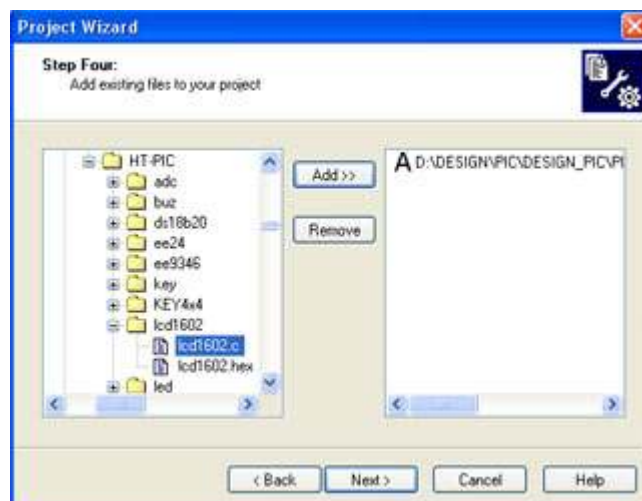 Project Wizard
Step Four:
Add existing files to your project
HT-PIC
adc
buz
ds18b20
ee24
ee9346
key
KEY4x4
lcd1602
lcd1602.c
lcd1602.hex
led
Add >>
Remove
A D:\DESIGN\PIC\DESIGN_PIC\PI
< Back
Next >
Cancel
Help